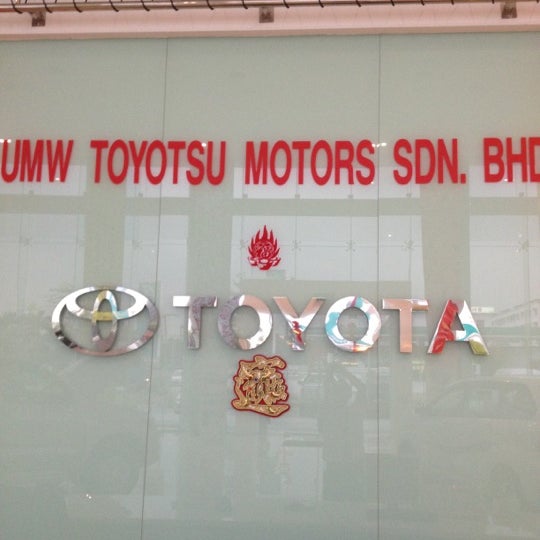 UMW TOYOTSU MOTORS SDN. BHD
TOYOTA